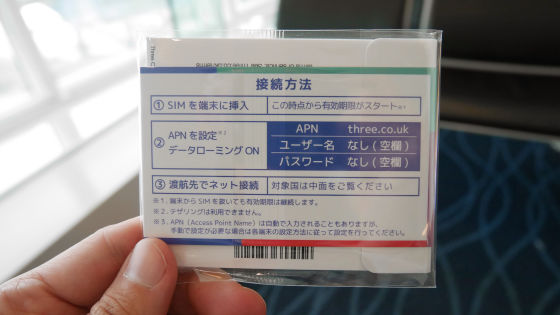 接続方法
① SIMを端末に挿入 この時点から有効期限がスタート※1
② APNを設定※2
データローミングON
APN three.co.uk
ユーザー名 なし(空欄)
パスワード なし(空欄)
③ 渡航先でネット接続 対象国は中面をご覧ください
※1. 端末からSIMを抜いても有効期限は継続します。
※2. テザリングは利用できません。
※3. APN(Access Point Name)は自動で入力されることもありますが、
手動で設定が必要な場合は各端末の設定方法に従って設定を行ってください。